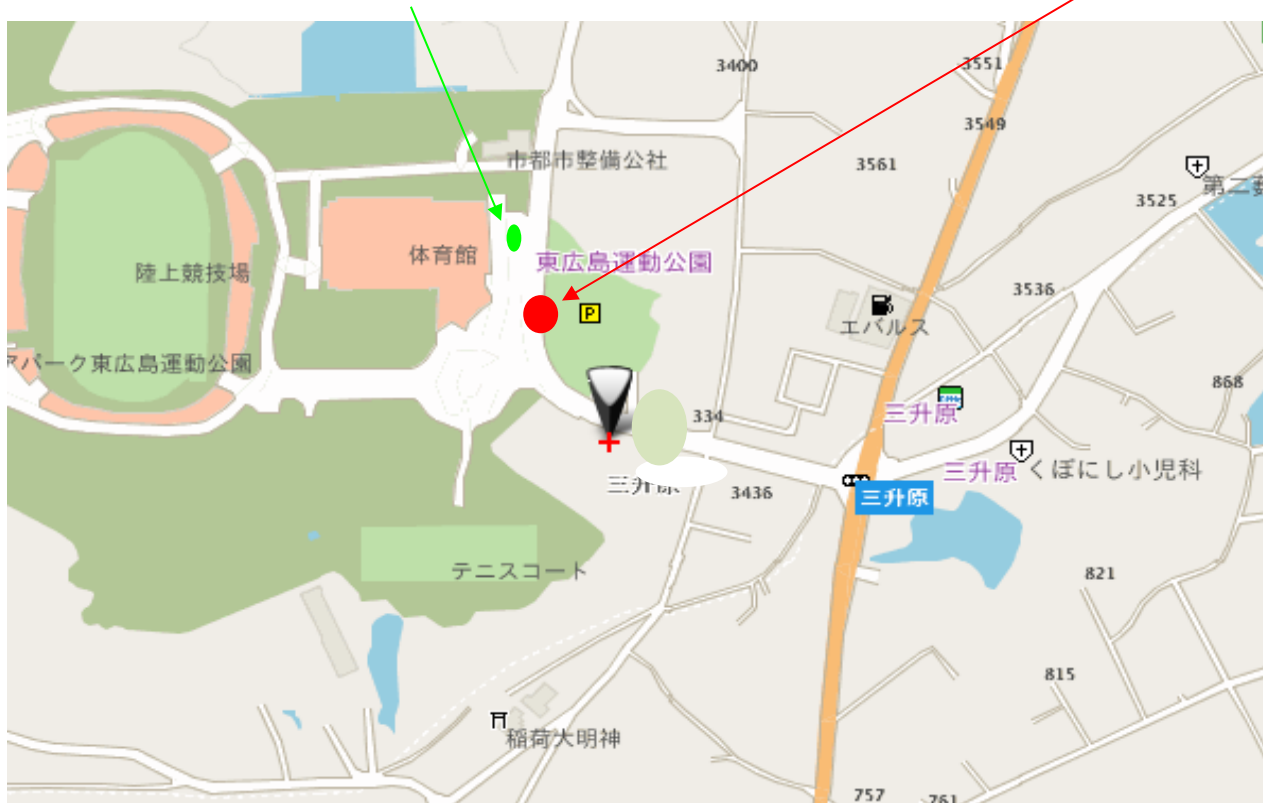 3400
3551
3549
市都市整備公社
3561
第二
3525
体育館
東広島運動公園
陸上競技場
3536
P
エバルス
アパーク東広島運動公園
868
三升原
334
三升原
くぼにし小児科
三升原
3436
三升原
テニスコート
821
815
稲荷大明神
757
761